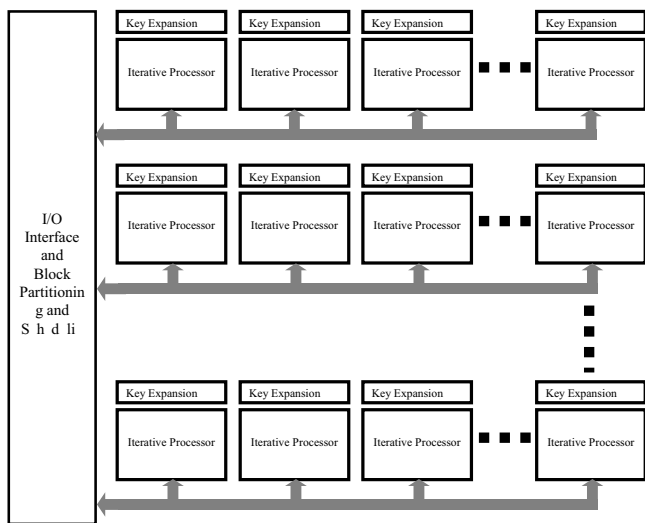 Key Expansion Key Expansion Key Expansion Key Expansion
Iterative Processor Iterative Processor Iterative Processor Iterative Processor
Key Expansion Key Expansion Key Expansion Key Expansion
Iterative Processor Iterative Processor Iterative Processor Iterative Processor
I/O
Interface
and
Block
Partitionin
g and
S h d li
Key Expansion Key Expansion Key Expansion Key Expansion
Iterative Processor Iterative Processor Iterative Processor Iterative Processor